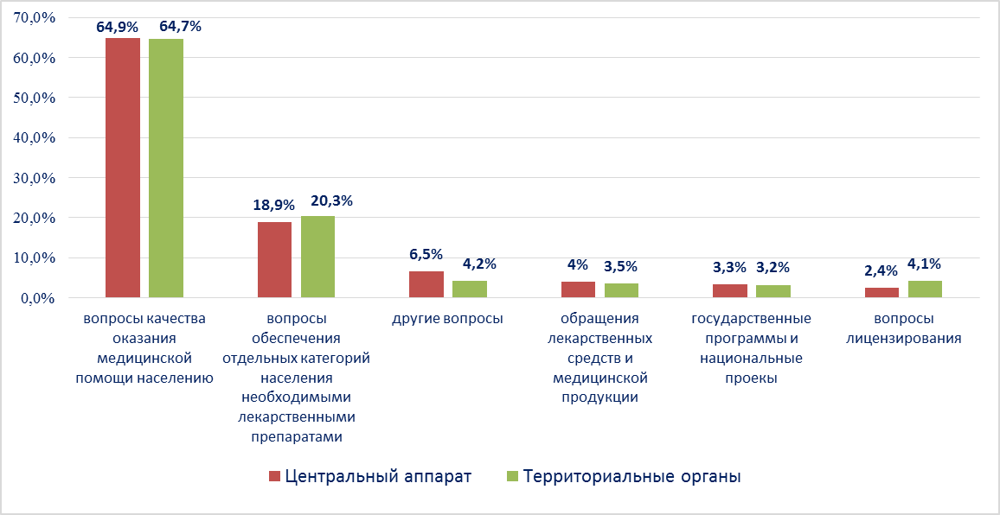 70,0%
60,0%
50,0%
40,0%
30,0%
20,0%
10,0%
0,0%
64,9%
64,7%
18,9%
20,3%
6,5%
4,2%
4%
3,5%
3,3%
3,2%
2,4%
4,1%
вопросы качества
оказания
медицинской
помощи населению
вопросы
обеспечения
отдельных категорий
населения
необходимыми
лекарственными
препаратами
другие вопросы
обращения
лекарственных
средств и
медицинской
продукции
государственные
программы и
национальные
проекы
вопросы
лицензирования
Центральный аппарат
Территориальные органы